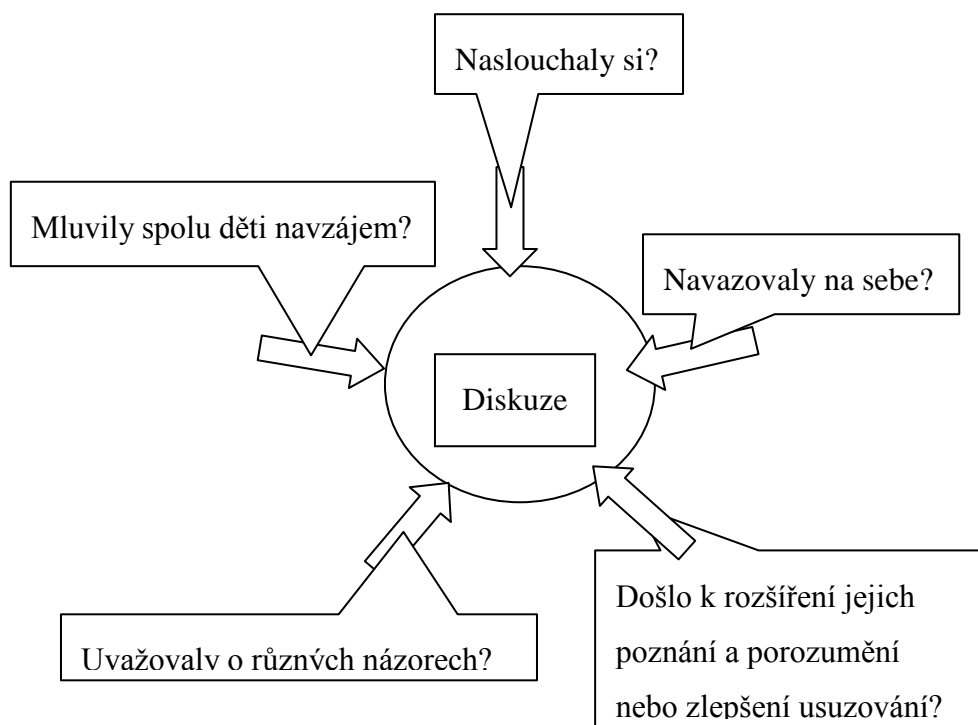 Naslouchaly si?
Mluvily spolu děti navzájem?
Navazovaly na sebe?
Diskuze
Uvažovaly o různých názorech?
Došlo k rozšíření jejich
poznání a porozumění
nebo zlepšení usuzování?